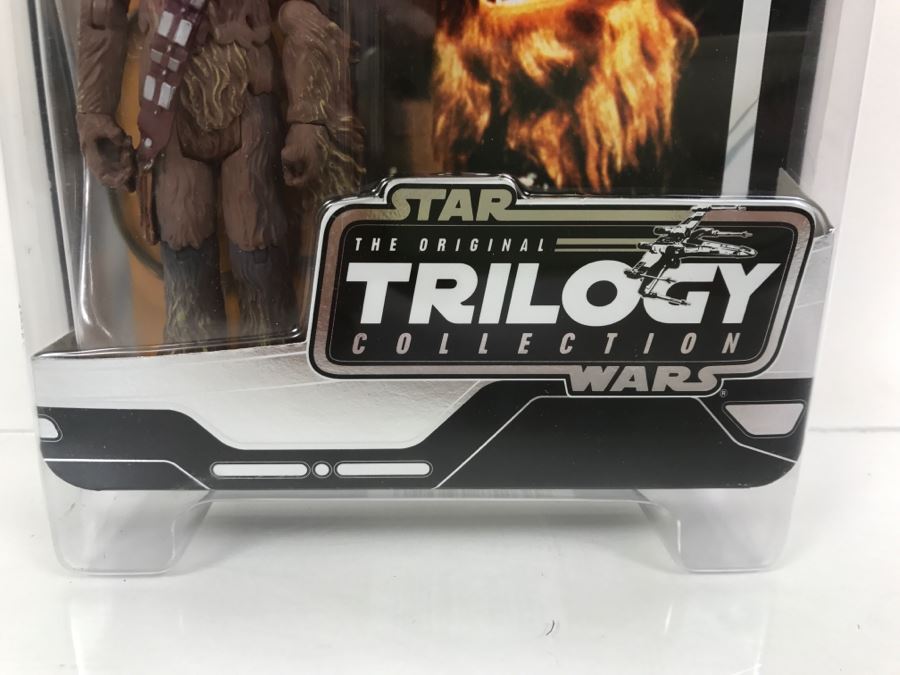 STAR
THE ORIGINAL
TRILOGY
COLLECTION
WARS®